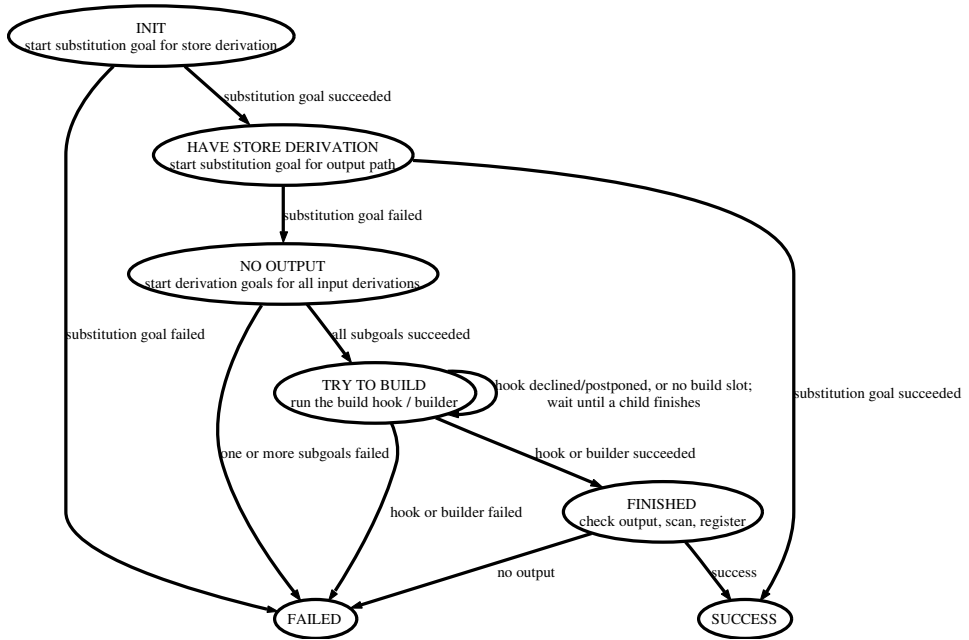 INIT
start substitution goal for store derivation
substitution goal succeeded
HAVE STORE DERIVATION
start substitution goal for output path
substitution goal failed
NO OUTPUT
start derivation goals for all input derivations
substitution goal failed
all subgoals succeeded
TRY TO BUILD
run the build hook / builder
hook declined/postponed, or no build slot;
wait until a child finishes
substitution goal succeeded
one or more subgoals failed
hook or builder succeeded
hook or builder failed
FINISHED
check output, scan, register
no output
success
FAILED
SUCCESS